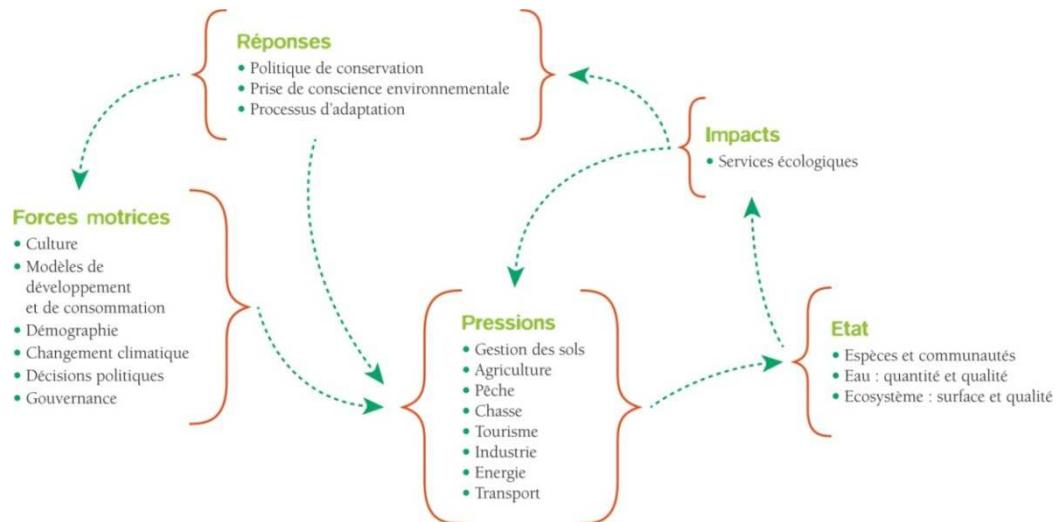 Réponses
• Politique de conservation
• Prise de conscience environnementale
• Processus d'adaptation
Impacts
• Services écologiques
Forces motrices
• Culture
• Modèles de
développement
et de consommation
• Démographie
• Changement climatique
• Décisions politiques
• Gouvernance
Pressions
• Gestion des sols
• Agriculture
• Pêche
• Chasse
• Tourisme
• Industrie
• Energie
• Transport
Etat
• Espèces et communautés
• Eau : quantité et qualité
• Ecosystème : surface et qualité